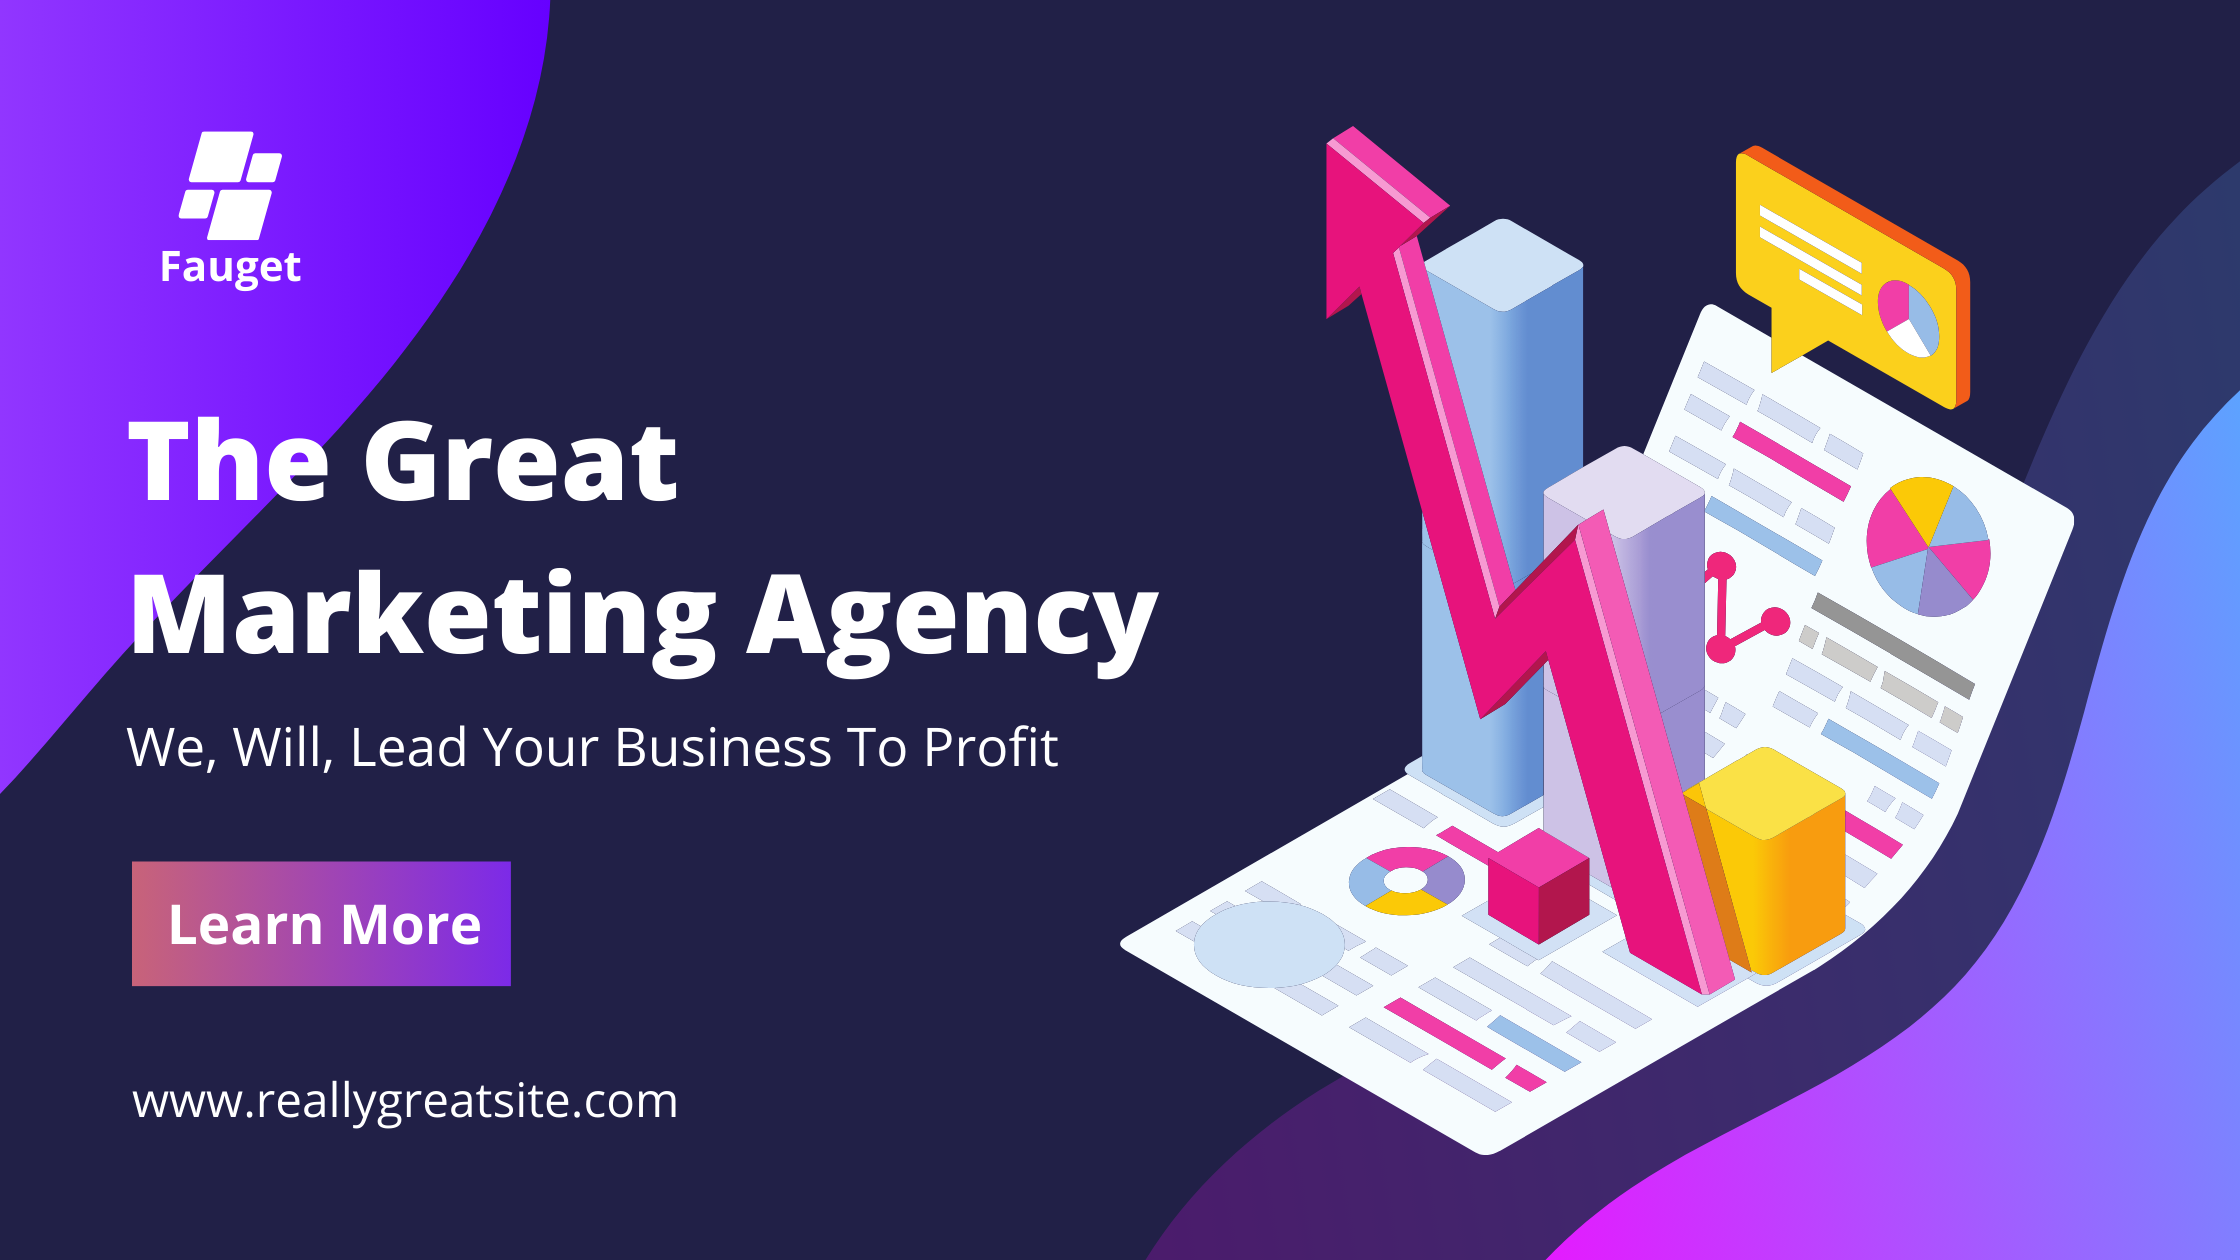 Fauget
The Great
Marketing Agency
We, Will, Lead Your Business To Profit
Learn More
www.reallygreatsite.com